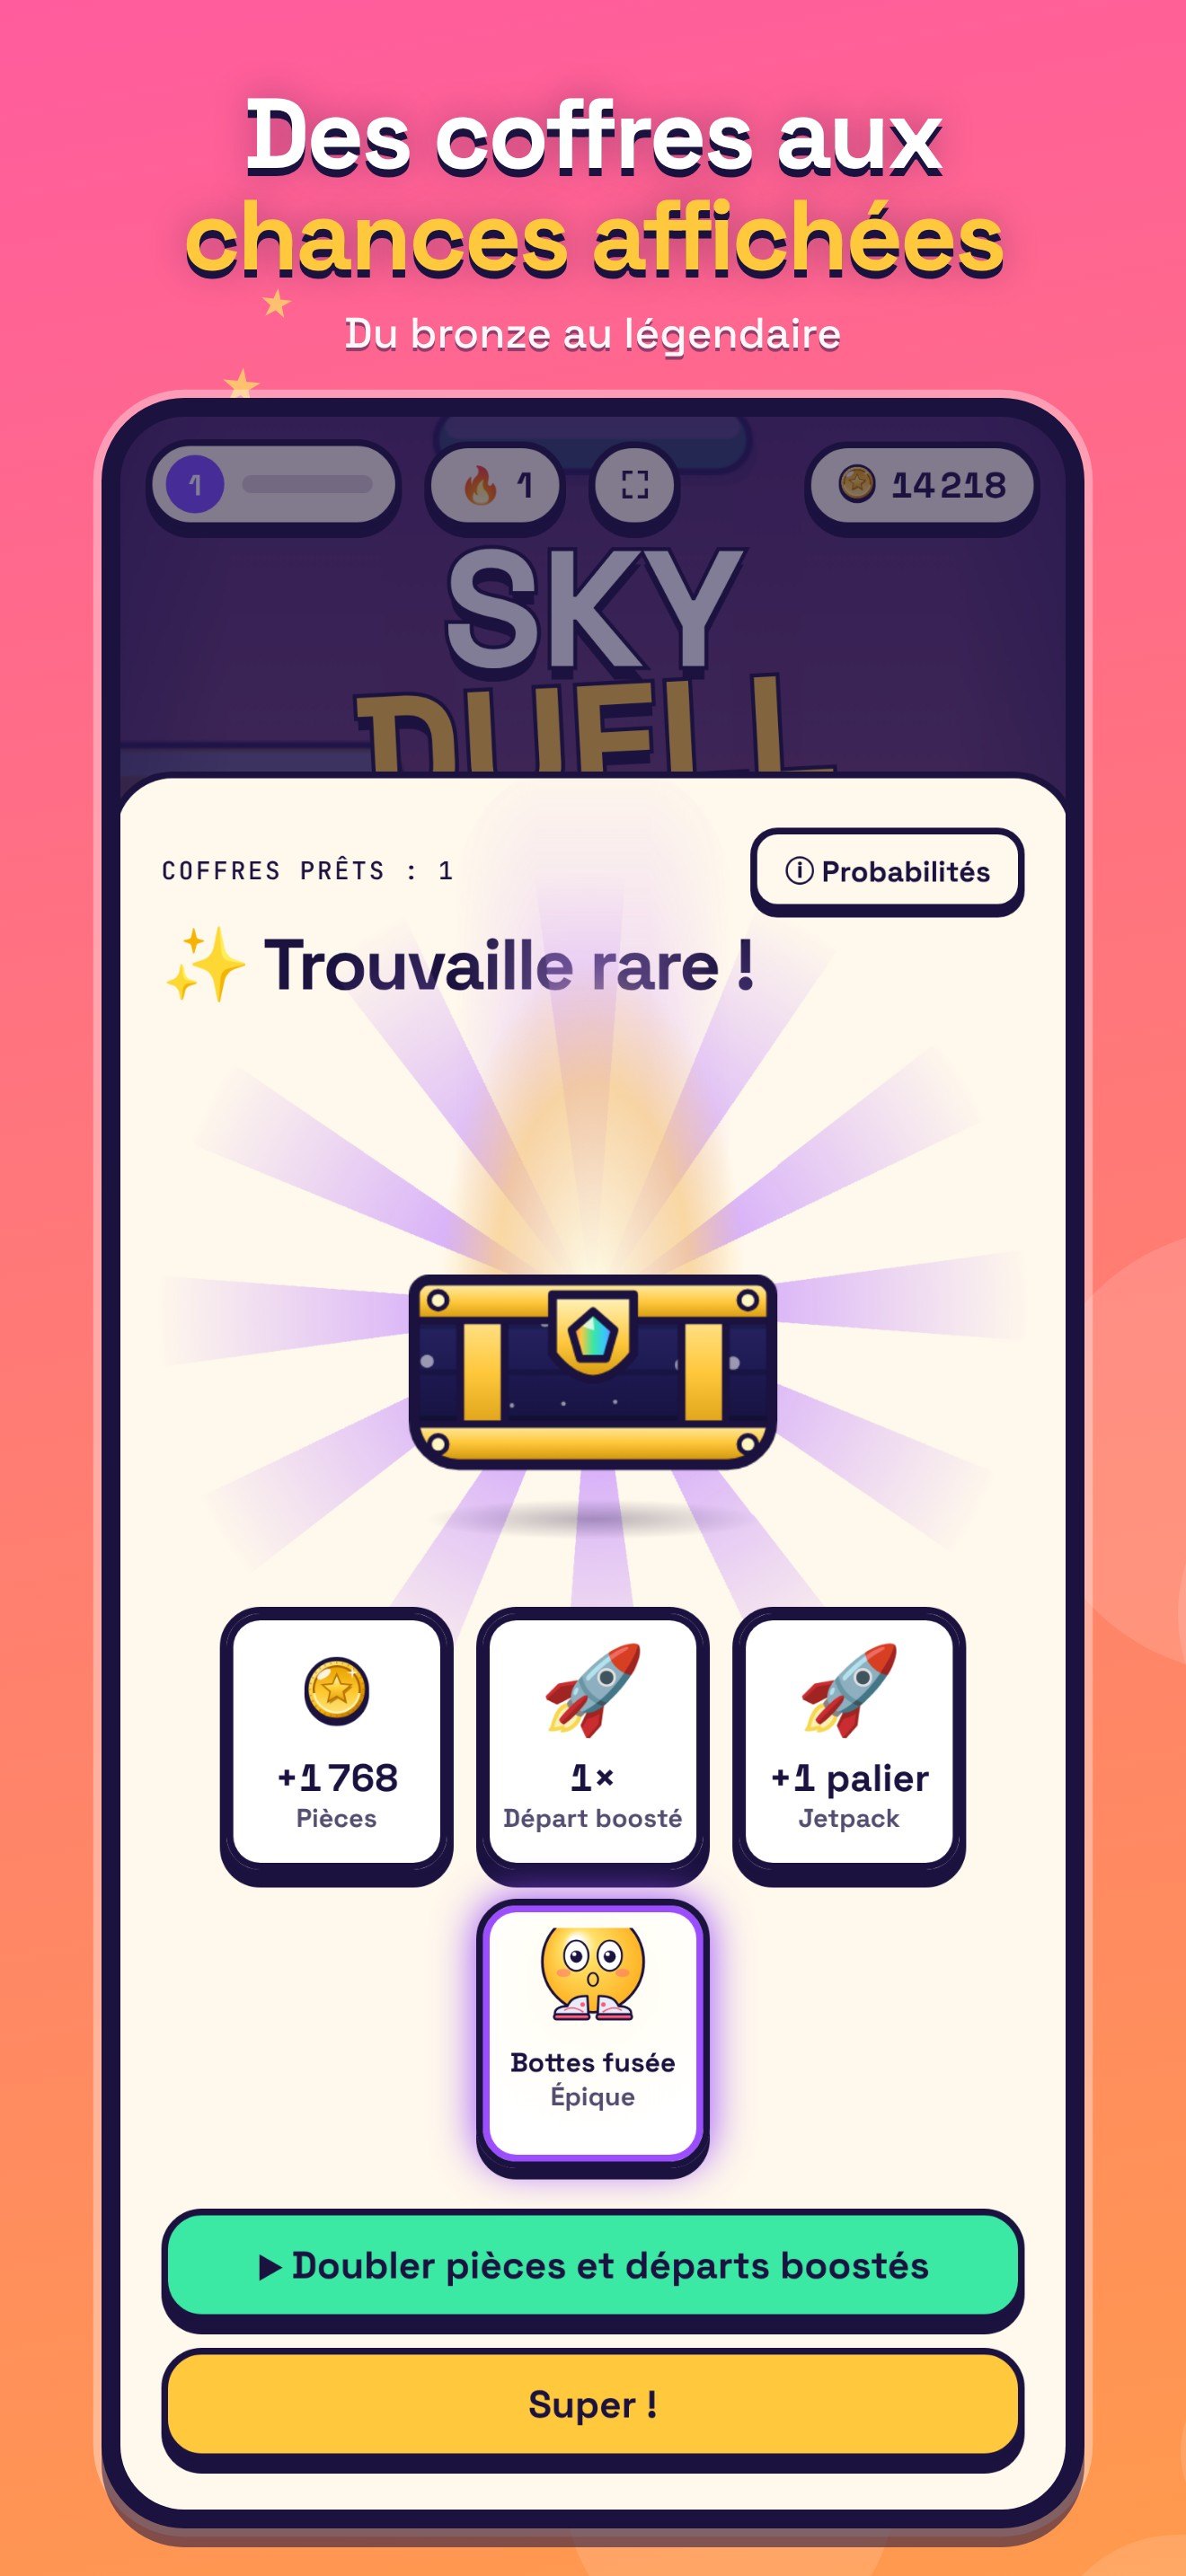 Des coffres aux
chances affichées
Du bronze au légendaire
1
🔥 1
14 218
SKY
DUELL
COFFRES PRÊTS : 1
ⓘ Probabilités
✨ Trouvaille rare !
+1 768
Pièces
1×
Départ boosté
+1 palier
Jetpack
Bottes fusée
Épique
▶ Doubler pièces et départs boostés
Super !